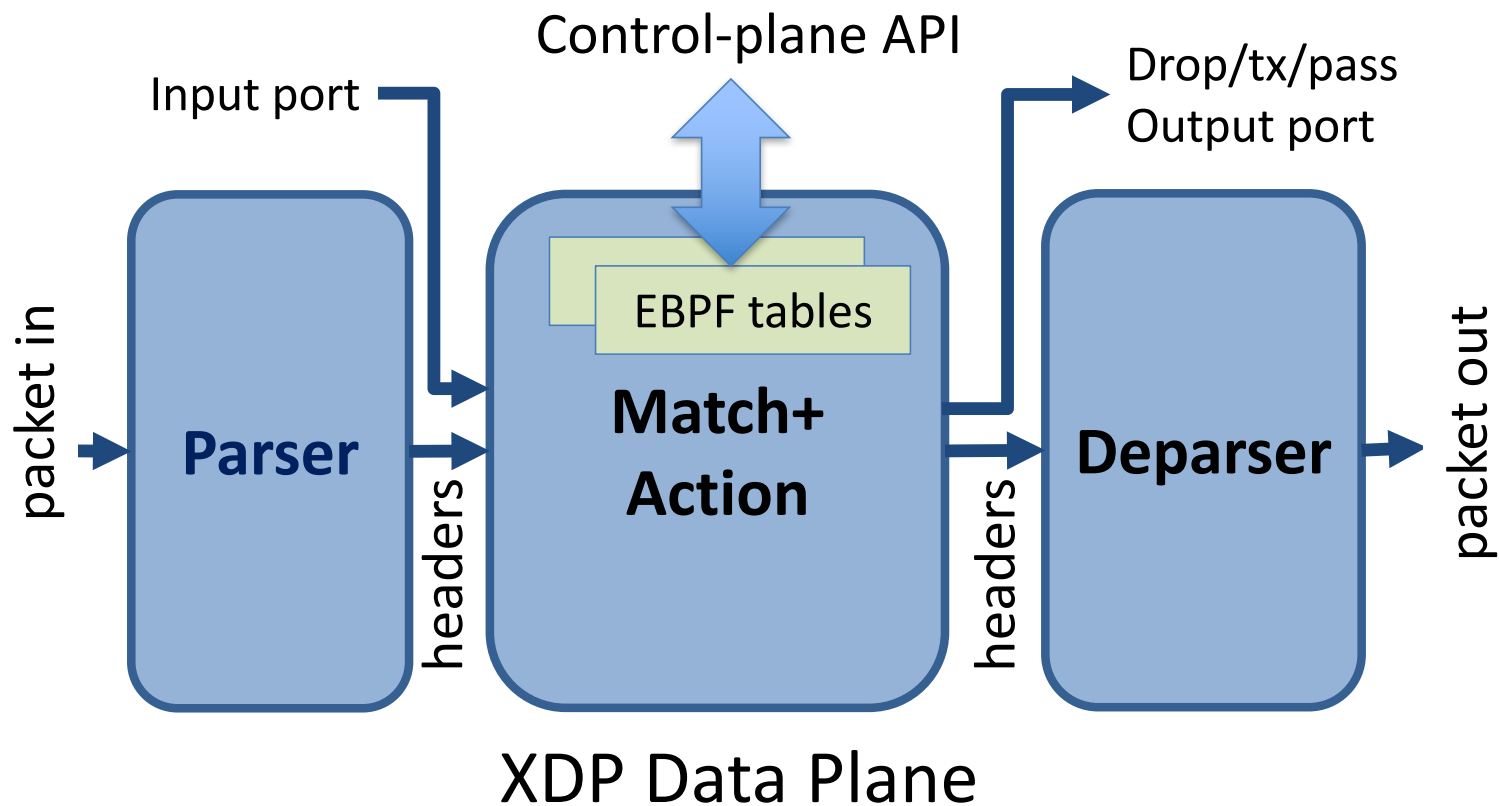 Control-plane API
Input port
Drop/tx/pass
Output port
packet in
Parser
headers
EBPF tables
Match+
Action
headers
Deparser
packet out
XDP Data Plane